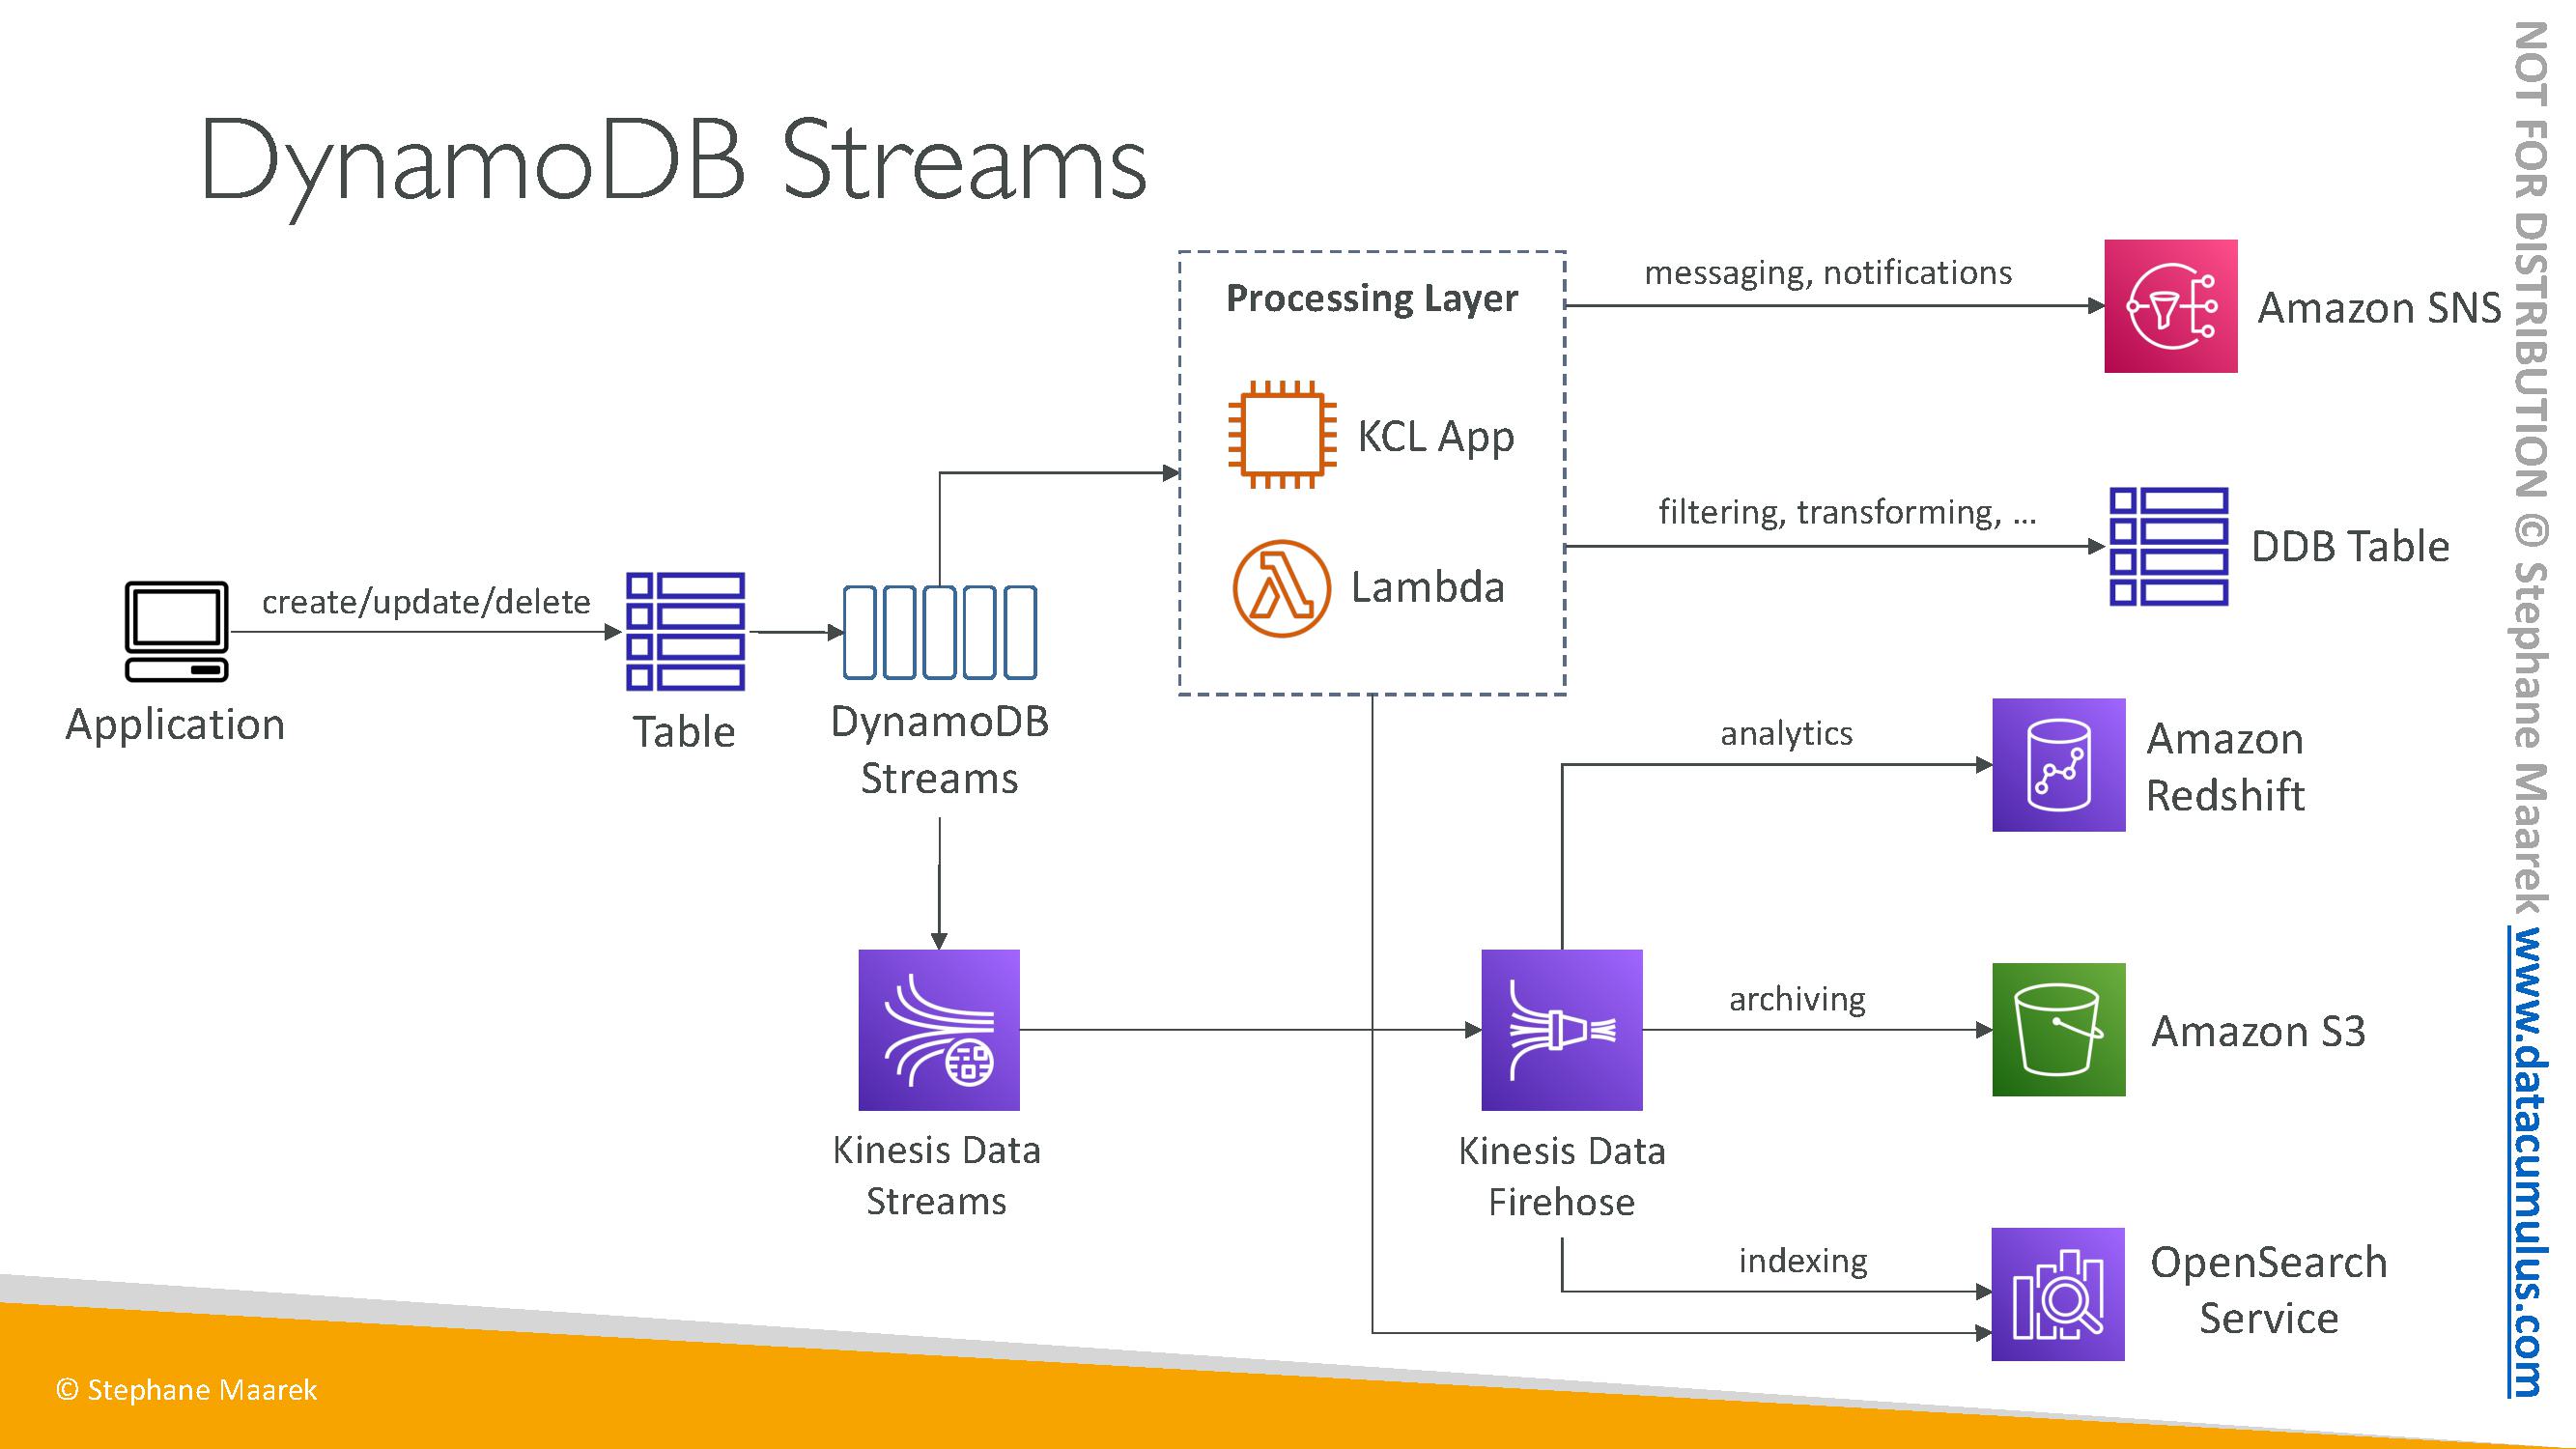 DynamoDB Streams
Processing Layer
KCL App
Lambda
messaging, notifications
Amazon SNS
filtering, transforming, ...
DDB Table
create/update/delete
Application
Table
DynamoDB
Streams
analytics
Amazon
Redshift
archiving
Amazon S3
Kinesis Data
Streams
Kinesis Data
Firehose
indexing
OpenSearch
Service
© Stephane Maarek
NOT FOR DISTRIBUTION © Stephane Maarek www.datacumulus.com